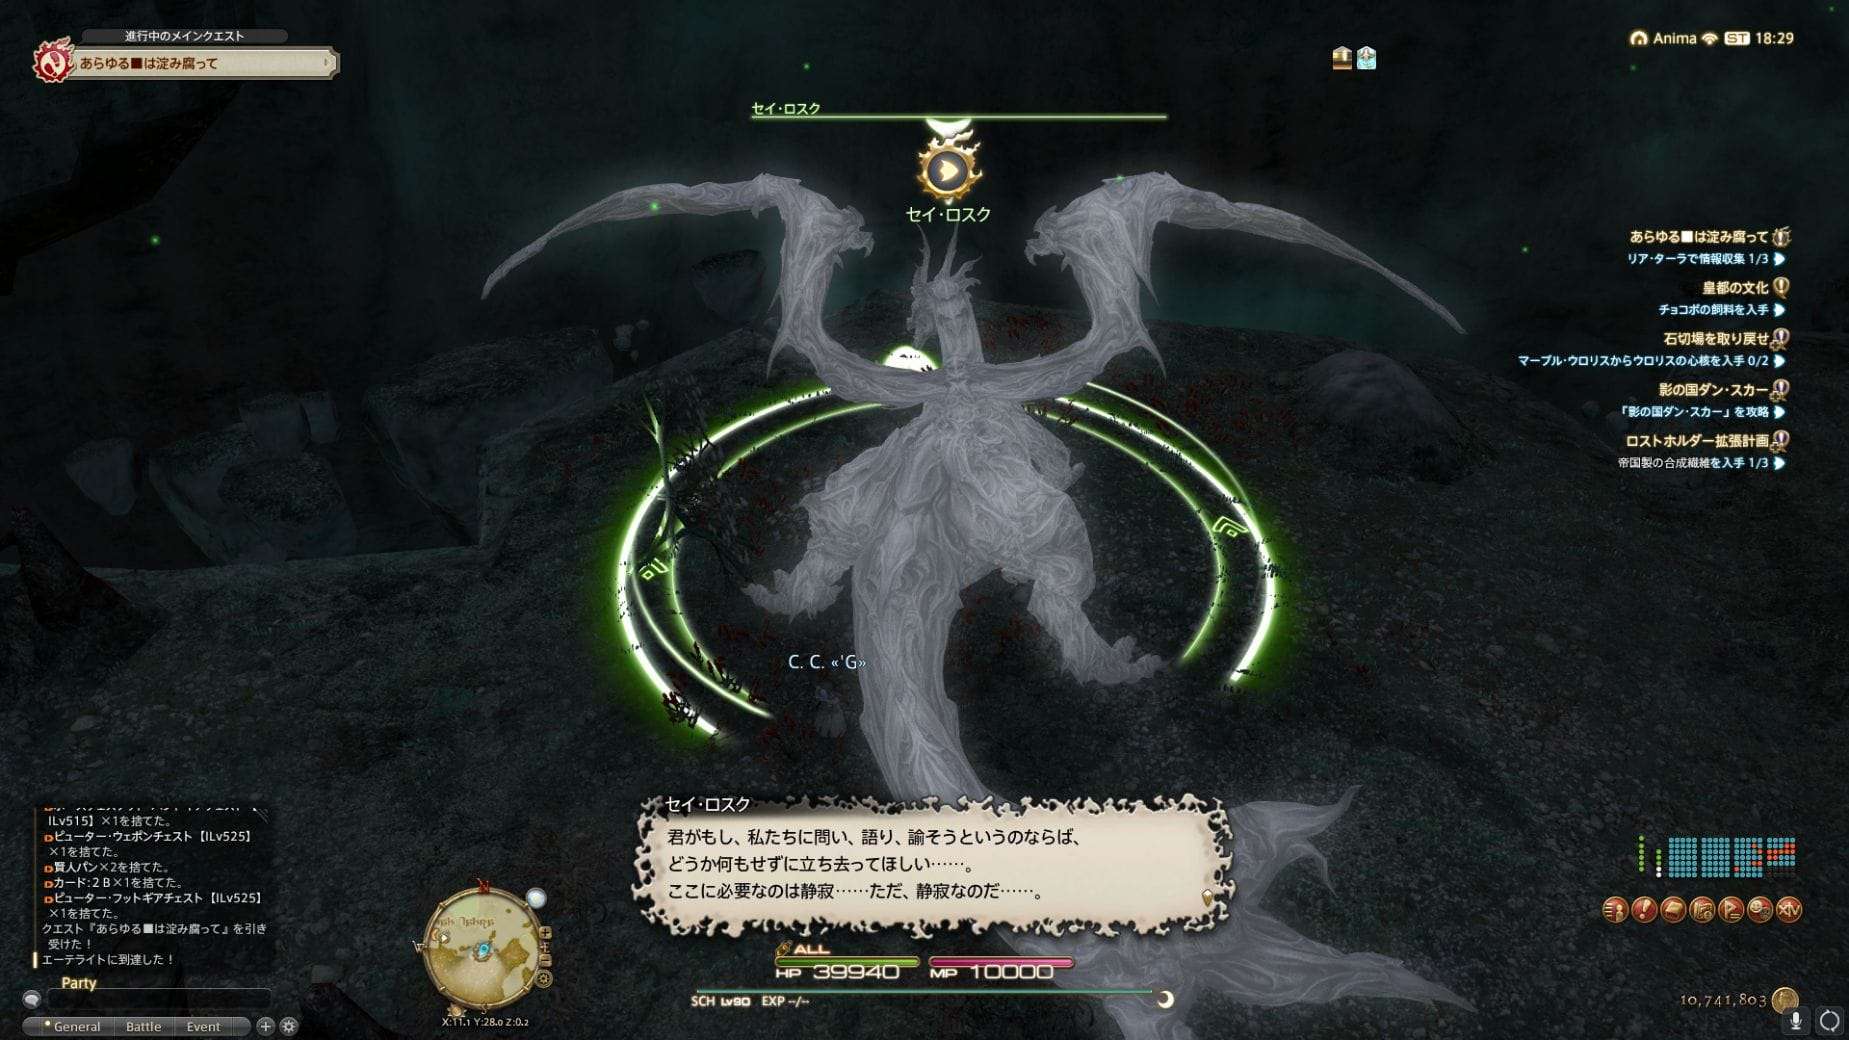 進行中のメインクエスト
あらゆる■は淀み腐って
Anima ST 18:29
セイ・ロスク
セイ・ロスク
あらゆる■は淀み腐って
リア・ターラで情報収集 1/3
皇都の文化
チョコボの飼料を入手
石切場を取り戻せ
マーブル・ウロリスからウロリスの心核を入手 0/2
影の国ダン・スカー
「影の国ダン・スカー」を攻略
ロストホルダー拡張計画
帝国製の合成繊維を入手 1/3
C. C. «'G»
セイ・ロスク
君がもし、私たちに問い、語り、諭そうというのならば、
どうか何もせずに立ち去ってほしい……。
ここに必要なのは静寂……ただ、静寂なのだ……。
ILv515】×1を捨てた。
ピューター・ウェポンチェスト【ILv525】
×1を捨てた。
賢人パン×2を捨てた。
カード：2 B×1を捨てた。
ピューター・フットギアチェスト【ILv525】
×1を捨てた。
クエスト『あらゆる■は淀み腐って』を引き
受けた！
エーテライトに到達した！
Party
General Battle Event
N
X:11.1 Y:28.0 Z:0.2
ALL
HP 39940 MP 10000
SCH Lv90 EXP --/--
10,741,803
XIV